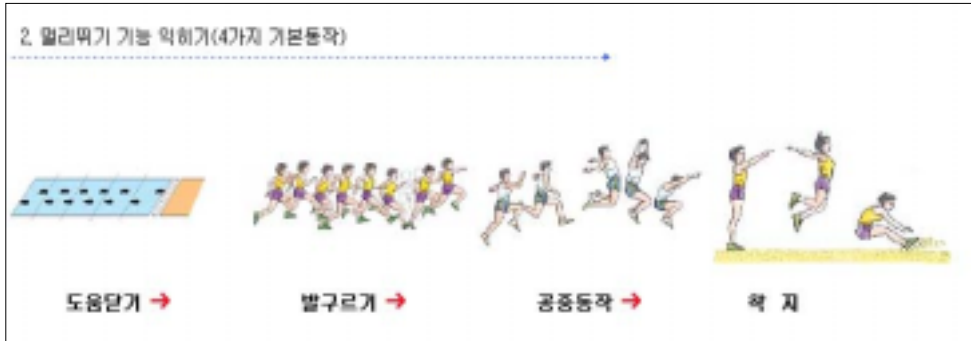 2. 멀리뛰기 기능 익히기(4가지 기본동작)
도움닫기 → 발구르기 → 공중동작 → 착 지